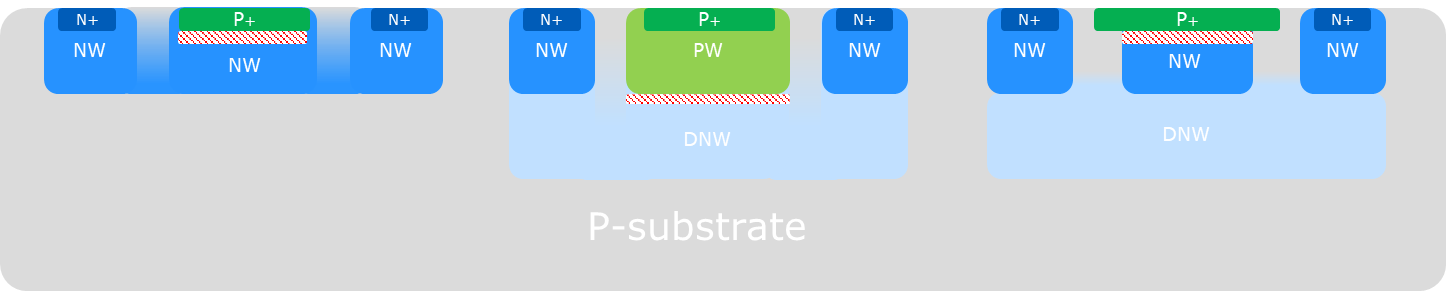 N+ P+ N+ N+ P+ N+ N+ P+ N+
NW NW NW NW PW NW NW NW NW
DNW DNW
P-substrate